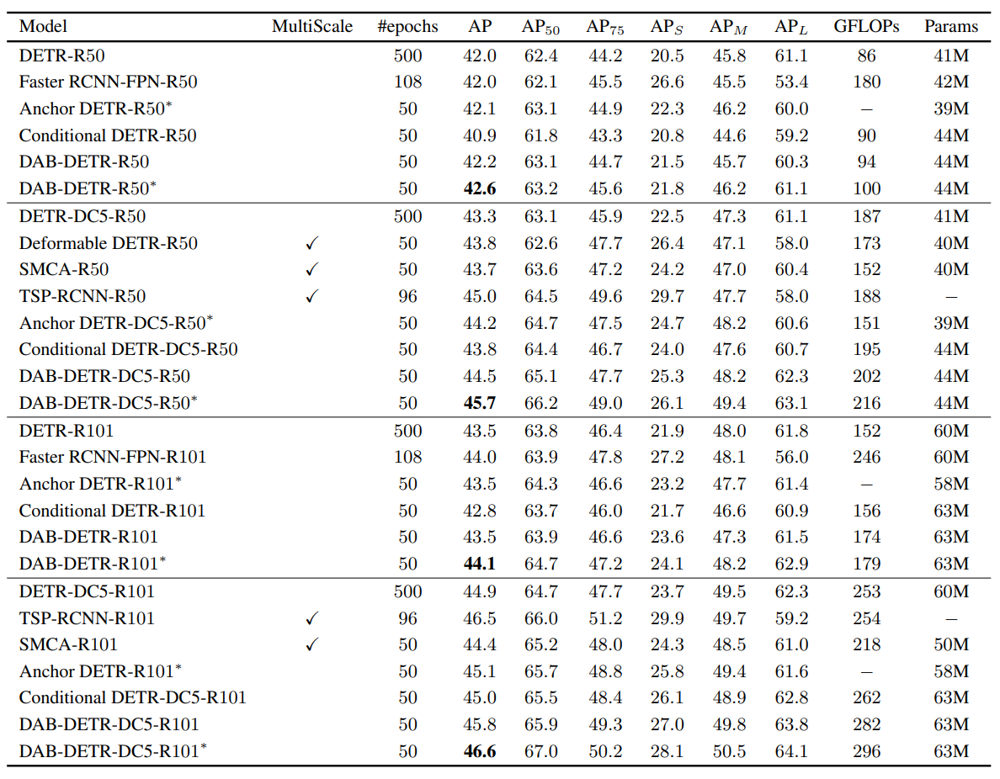 Model MultiScale #epochs AP AP50 AP75 APS APM APL GFLOPs Params
DETR-R50 500 42.0 62.4 44.2 20.5 45.8 61.1 86 41M
Faster RCNN-FPN-R50 108 42.0 62.1 45.5 26.6 45.5 53.4 180 42M
Anchor DETR-R50* 50 42.1 63.1 44.9 22.3 46.2 60.0 − 39M
Conditional DETR-R50 50 40.9 61.8 43.3 20.8 44.6 59.2 90 44M
DAB-DETR-R50 50 42.2 63.1 44.7 21.5 45.7 60.3 94 44M
DAB-DETR-R50* 50 42.6 63.2 45.6 21.8 46.2 61.1 100 44M
DETR-DC5-R50 500 43.3 63.1 45.9 22.5 47.3 61.1 187 41M
Deformable DETR-R50 ✓ 50 43.8 62.6 47.7 26.4 47.1 58.0 173 40M
SMCA-R50 ✓ 50 43.7 63.6 47.2 24.2 47.0 60.4 152 40M
TSP-RCNN-R50 ✓ 96 45.0 64.5 49.6 29.7 47.7 58.0 188 −
Anchor DETR-DC5-R50* 50 44.2 64.7 47.5 24.7 48.2 60.6 151 39M
Conditional DETR-DC5-R50 50 43.8 64.4 46.7 24.0 47.6 60.7 195 44M
DAB-DETR-DC5-R50 50 44.5 65.1 47.7 25.3 48.2 62.3 202 44M
DAB-DETR-DC5-R50* 50 45.7 66.2 49.0 26.1 49.4 63.1 216 44M
DETR-R101 500 43.5 63.8 46.4 21.9 48.0 61.8 152 60M
Faster RCNN-FPN-R101 108 44.0 63.9 47.8 27.2 48.1 56.0 246 60M
Anchor DETR-R101* 50 43.5 64.3 46.6 23.2 47.7 61.4 − 58M
Conditional DETR-R101 50 42.8 63.7 46.0 21.7 46.6 60.9 156 63M
DAB-DETR-R101 50 43.5 63.9 46.6 23.6 47.3 61.5 174 63M
DAB-DETR-R101* 50 44.1 64.7 47.2 24.1 48.2 62.9 179 63M
DETR-DC5-R101 500 44.9 64.7 47.7 23.7 49.5 62.3 253 60M
TSP-RCNN-R101 ✓ 96 46.5 66.0 51.2 29.9 49.7 59.2 254 −
SMCA-R101 ✓ 50 44.4 65.2 48.0 24.3 48.5 61.0 218 50M
Anchor DETR-R101* 50 45.1 65.7 48.8 25.8 49.4 61.6 − 58M
Conditional DETR-DC5-R101 50 45.0 65.5 48.4 26.1 48.9 62.8 262 63M
DAB-DETR-DC5-R101 50 45.8 65.9 49.3 27.0 49.8 63.8 282 63M
DAB-DETR-DC5-R101* 50 46.6 67.0 50.2 28.1 50.5 64.1 296 63M